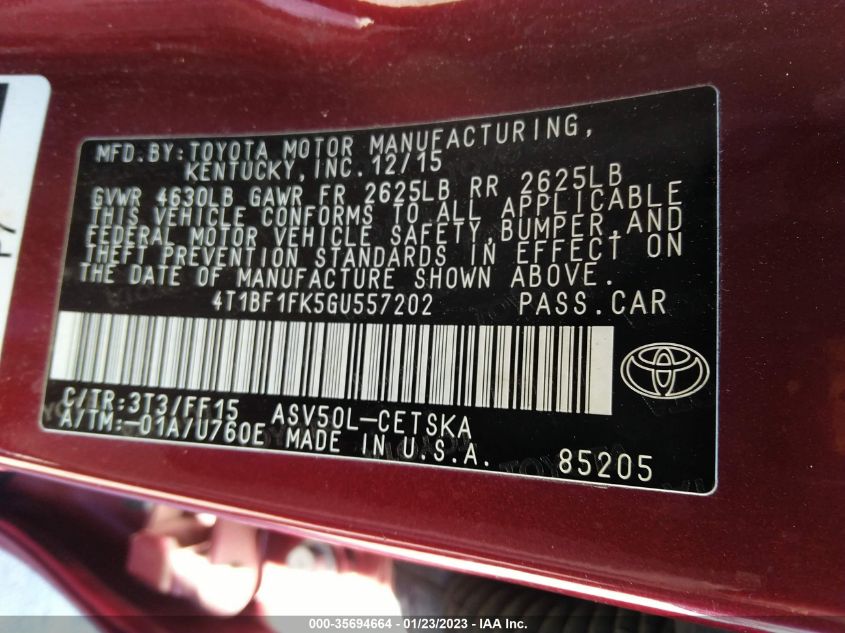 MFD.BY:TOYOTA MOTOR MANUFACTURING,
KENTUCKY, INC. 12/15
GVWR 4630LB GAWR FR 2625LB RR 2625LB
THIS VEHICLE CONFORMS TO ALL APPLICABLE
FEDERAL MOTOR VEHICLE SAFETY,BUMPER,AND
THEFT PREVENTION STANDARDS IN EFFECT ON
THE DATE OF MANUFACTURE SHOWN ABOVE.
4T1BF1FK5GU557202 PASS.CAR
C/TR:3T3/FF15 ASV50L-CETSKA
A/TM:-01A/U760E MADE IN U.S.A. 85205
000-35694664 / 01/23/2023 - IAA Inc.